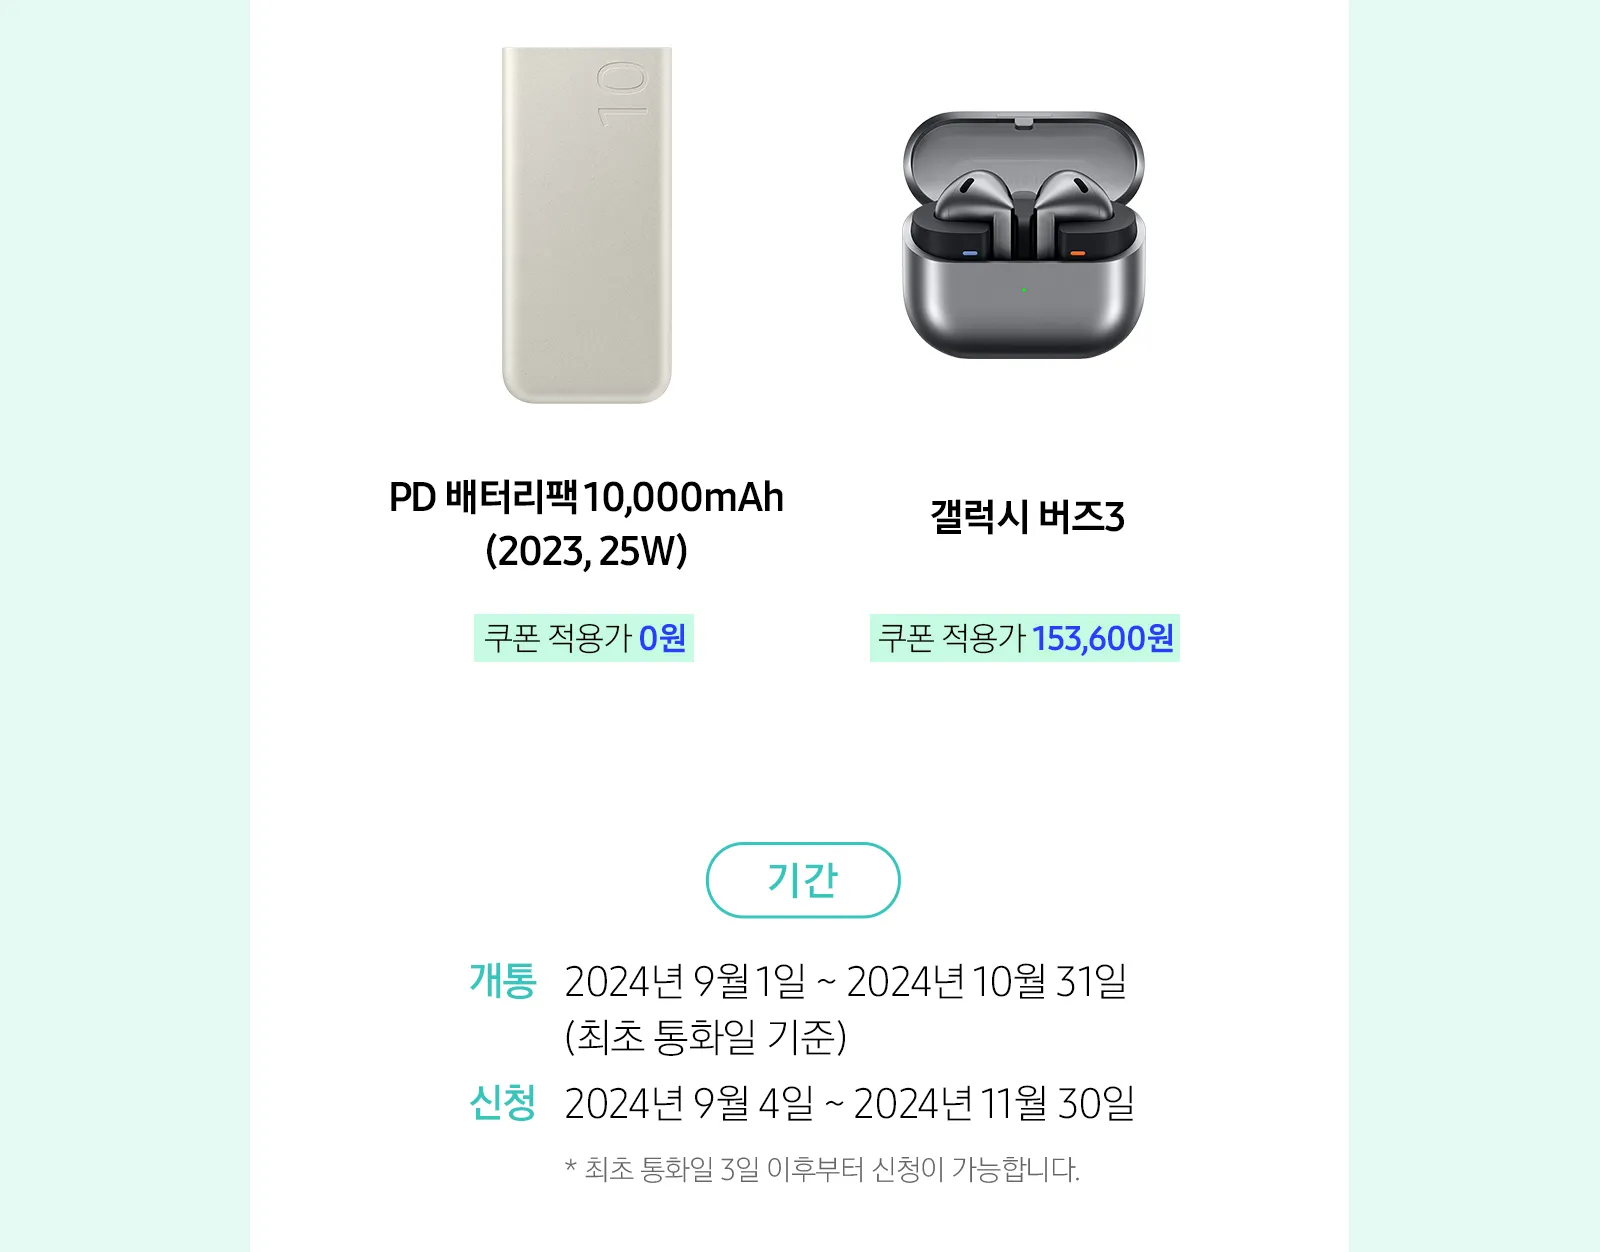 10
PD 배터리팩 10,000mAh
(2023, 25W)
쿠폰 적용가 0원
갤럭시 버즈3
쿠폰 적용가 153,600원
기간
개통 2024년 9월 1일 ~ 2024년 10월 31일
(최초 통화일 기준)
신청 2024년 9월 4일 ~ 2024년 11월 30일
* 최초 통화일 3일 이후부터 신청이 가능합니다.